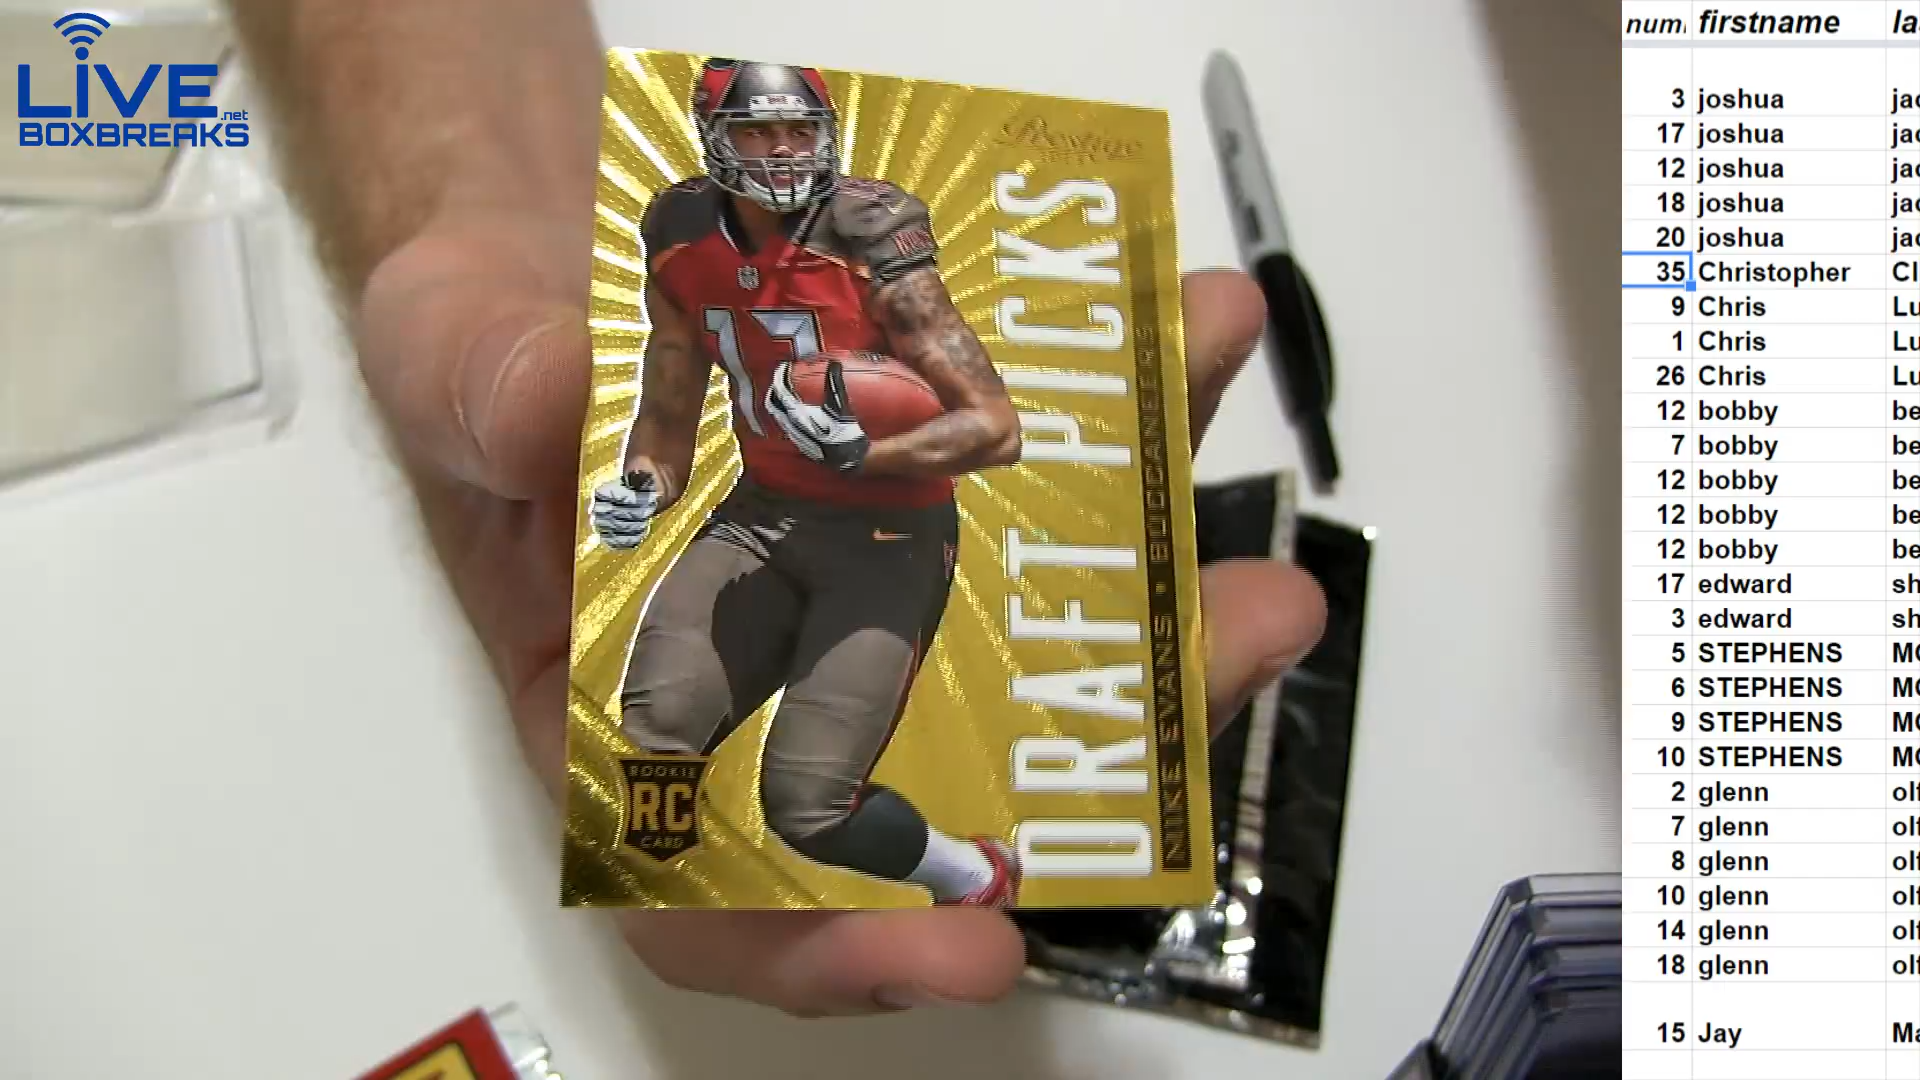 LIVE.net
BOXBREAKS
Prestige
DRAFT PICKS
MIKE EVANS • BUCCANEERS
BUCS
13
ROOKIE
RC
CARD
firstname
3 joshua
17 joshua
12 joshua
18 joshua
20 joshua
35 Christopher
9 Chris
1 Chris
26 Chris
12 bobby
7 bobby
12 bobby
12 bobby
12 bobby
17 edward
3 edward
5 STEPHENS
6 STEPHENS
9 STEPHENS
10 STEPHENS
2 glenn
7 glenn
8 glenn
10 glenn
14 glenn
18 glenn
15 Jay